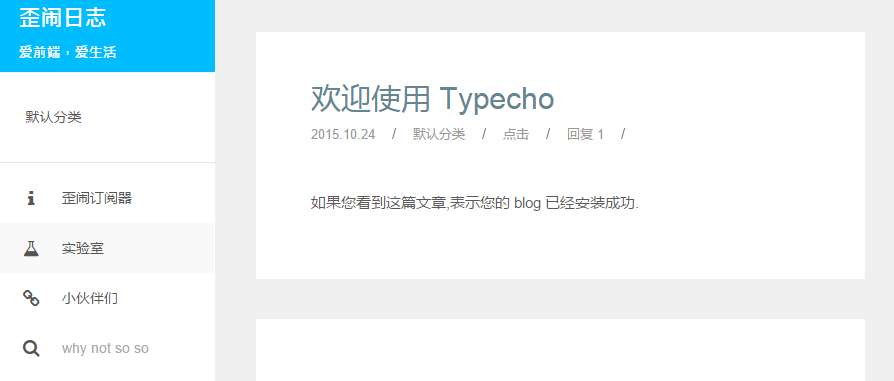 歪闹日志
爱前端，爱生活
默认分类
歪闹订阅器
实验室
小伙伴们
why not so so
欢迎使用 Typecho
2015.10.24 / 默认分类 / 点击 / 回复 1 /
如果您看到这篇文章,表示您的 blog 已经安装成功.